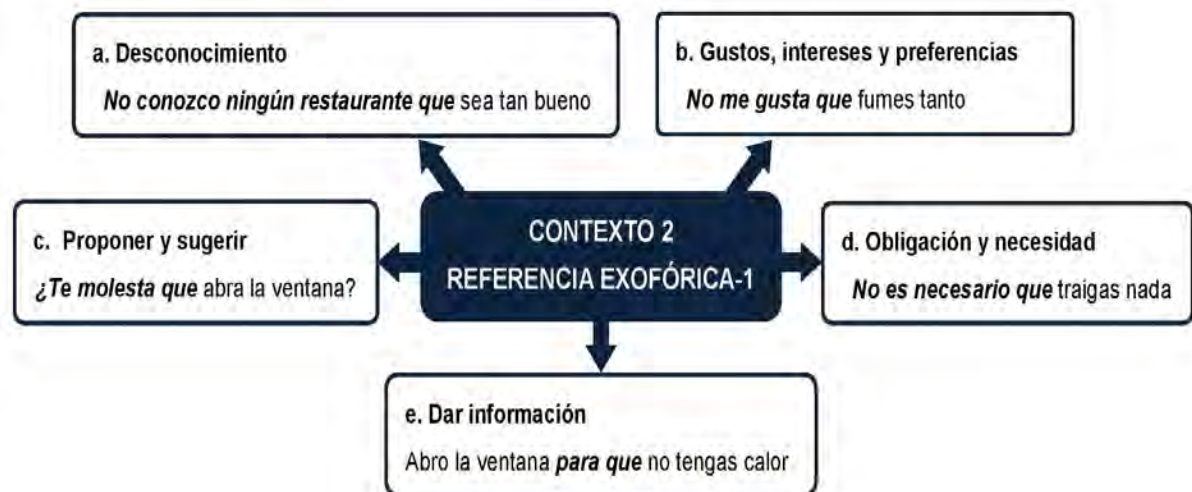 a. Desconocimiento
No conozco ningún restaurante que sea tan bueno
b. Gustos, intereses y preferencias
No me gusta que fumes tanto
c. Proponer y sugerir
¿Te molesta que abra la ventana?
CONTEXTO 2
REFERENCIA EXOFÓRICA-1
d. Obligación y necesidad
No es necesario que traigas nada
e. Dar información
Abro la ventana para que no tengas calor